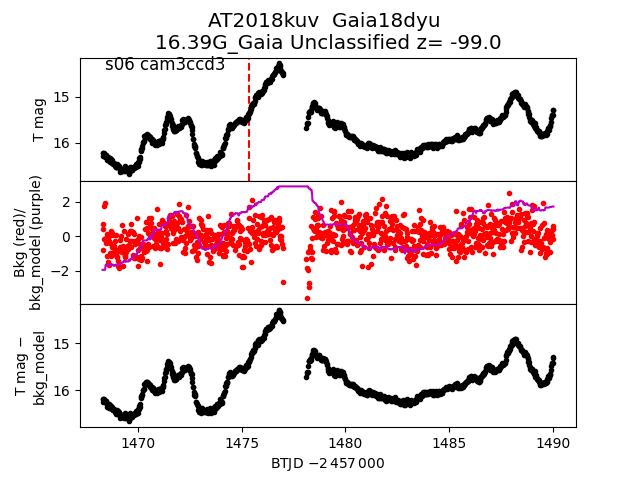 AT2018kuv  Gaia18dyu
16.39G_Gaia Unclassified z= -99.0
s06 cam3ccd3
T mag
15
16
Bkg (red)/
bkg_model (purple)
2
0
−2
T mag −
bkg_model
15
16
1470 1475 1480 1485 1490
BTJD −2 457 000